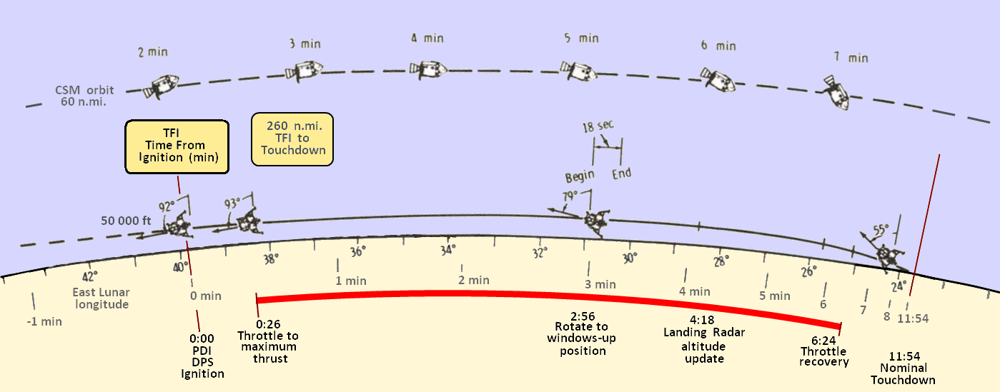 2 min
3 min
4 min
5 min
6 min
7 min
CSM orbit
60 n.mi.
TFI
Time From
Ignition (min)
260 n.mi.
TFI to
Touchdown
18 sec
Begin
End
50 000 ft
92°
93°
79°
55°
42°
40°
38°
36°
34°
32°
30°
28°
26°
24°
East Lunar
longitude
-1 min
0 min
1 min
2 min
3 min
4 min
5 min
6
7
8
11:54
0:00
PDI
DPS
Ignition
0:26
Throttle to
maximum
thrust
2:56
Rotate to
windows-up
position
4:18
Landing Radar
altitude
update
6:24
Throttle
recovery
11:54
Nominal
Touchdown